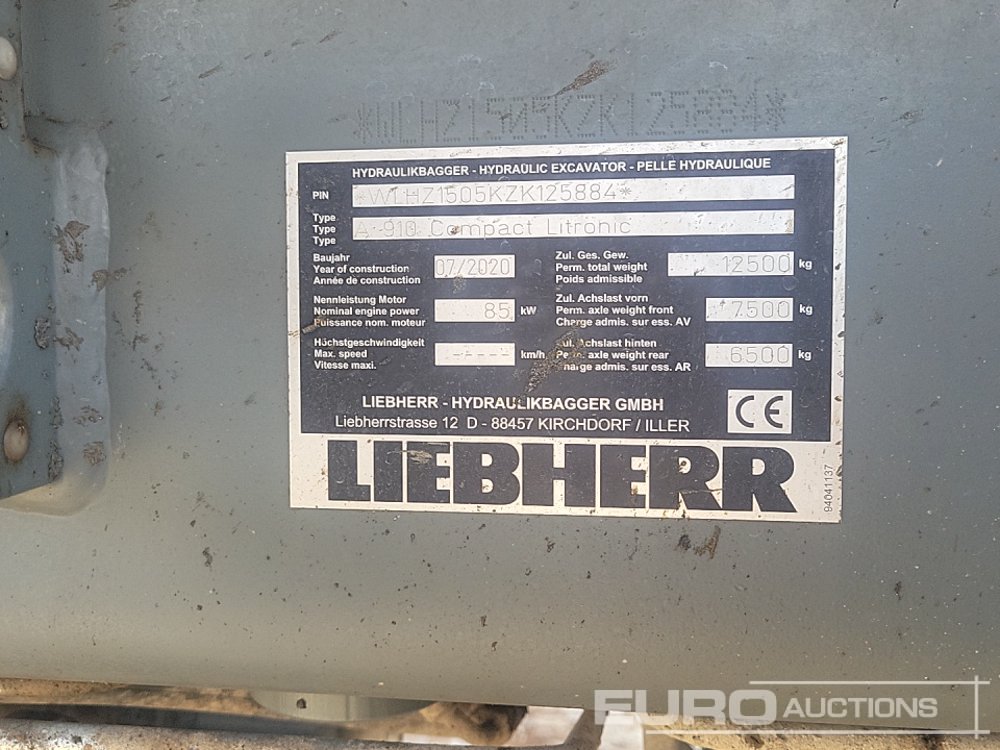 *WLHZ1505KZK125884*
HYDRAULIKBAGGER - HYDRAULIC EXCAVATOR - PELLE HYDRAULIQUE
PIN *WLHZ1505KZK125884*
Type
Type A 910 Compact Litronic
Type
Baujahr
Year of construction 07/2020
Année de construction
Zul. Ges. Gew.
Perm. total weight 12500 kg
Poids admissible
Nennleistung Motor
Nominal engine power 85 kW
Puissance nom. moteur
Zul. Achslast vorn
Perm. axle weight front 7500 kg
Charge admis. sur ess. AV
Höchstgeschwindigkeit
Max. speed ----- km/h
Vitesse maxi.
Zul. Achslast hinten
Perm. axle weight rear 6500 kg
Charge admis. sur ess. AR
LIEBHERR - HYDRAULIKBAGGER GMBH
Liebherrstrasse 12 D - 88457 KIRCHDORF / ILLER
CE
LIEBHERR
94041137
EURO AUCTIONS